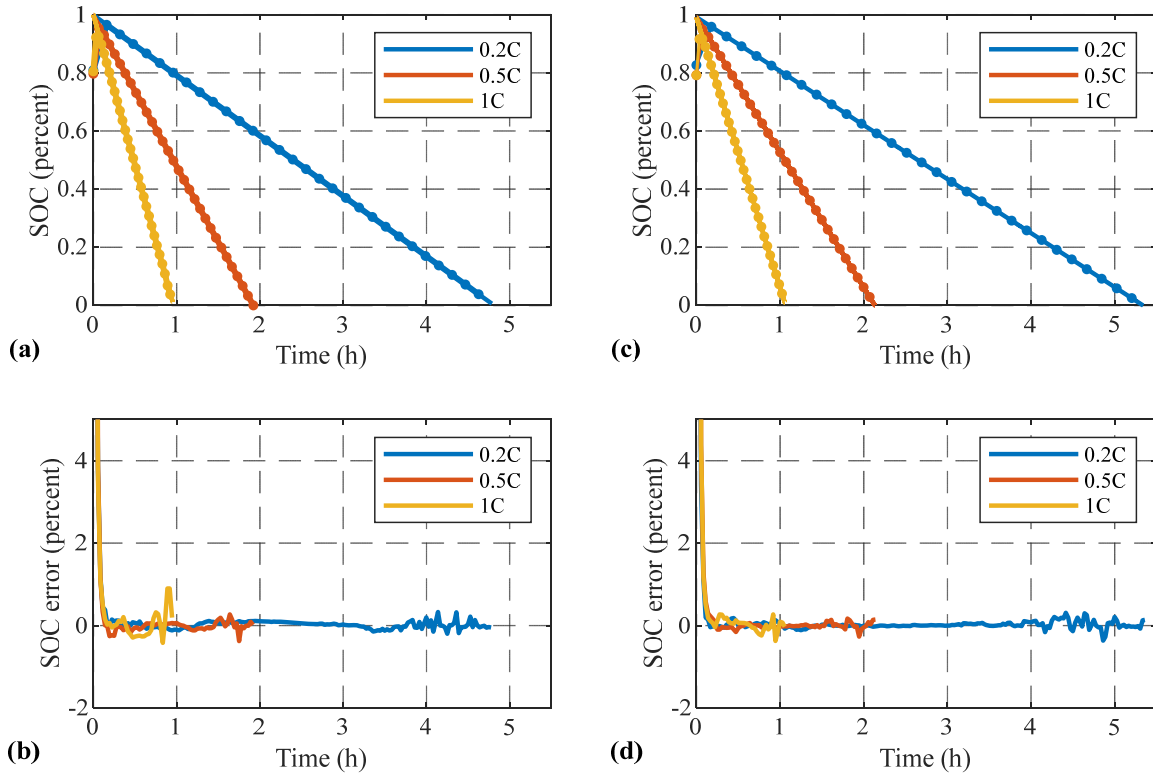 1
0.8
0.6
0.4
0.2
0
SOC (percent)
0.2C
0.5C
1C
0 1 2 3 4 5
Time (h)
(a)
1
0.8
0.6
0.4
0.2
0
SOC (percent)
0.2C
0.5C
1C
0 1 2 3 4 5
Time (h)
(c)
4
2
0
-2
SOC error (percent)
0.2C
0.5C
1C
0 1 2 3 4 5
Time (h)
(b)
4
2
0
-2
SOC error (percent)
0.2C
0.5C
1C
0 1 2 3 4 5
Time (h)
(d)